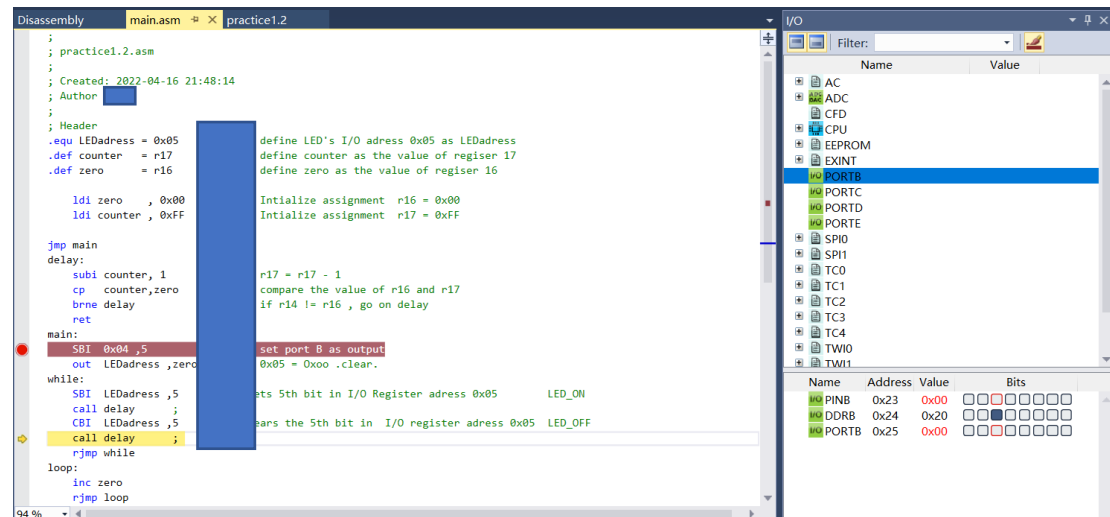 Disassembly main.asm practice1.2
;
; practice1.2.asm
;
; Created: 2022-04-16 21:48:14
; Author
;
; Header
.equ LEDadress = 0x05 define LED's I/O adress 0x05 as LEDadress
.def counter = r17 define counter as the value of regiser 17
.def zero = r16 define zero as the value of regiser 16
ldi zero , 0x00 Intialize assignment r16 = 0x00
ldi counter , 0xFF Intialize assignment r17 = 0xFF
jmp main
delay:
subi counter, 1 r17 = r17 - 1
cp counter,zero compare the value of r16 and r17
brne delay if r14 != r16 , go on delay
ret
main:
SBI 0x04 ,5 set port B as output
out LEDadress ,zero 0x05 = Oxoo .clear.
while:
SBI LEDadress ,5 ets 5th bit in I/O Register adress 0x05 LED_ON
call delay ;
CBI LEDadress ,5 ears the 5th bit in I/O register adress 0x05 LED_OFF
call delay ;
rjmp while
loop:
inc zero
rjmp loop
94 %
I/O
Filter:
Name Value
AC
ADC
CFD
CPU
EEPROM
EXINT
I/O PORTB
I/O PORTC
I/O PORTD
I/O PORTE
SPI0
SPI1
TC0
TC1
TC2
TC3
TC4
TWI0
TWI1
Name Address Value Bits
I/O PINB 0x23 0x00
I/O DDRB 0x24 0x20
I/O PORTB 0x25 0x00